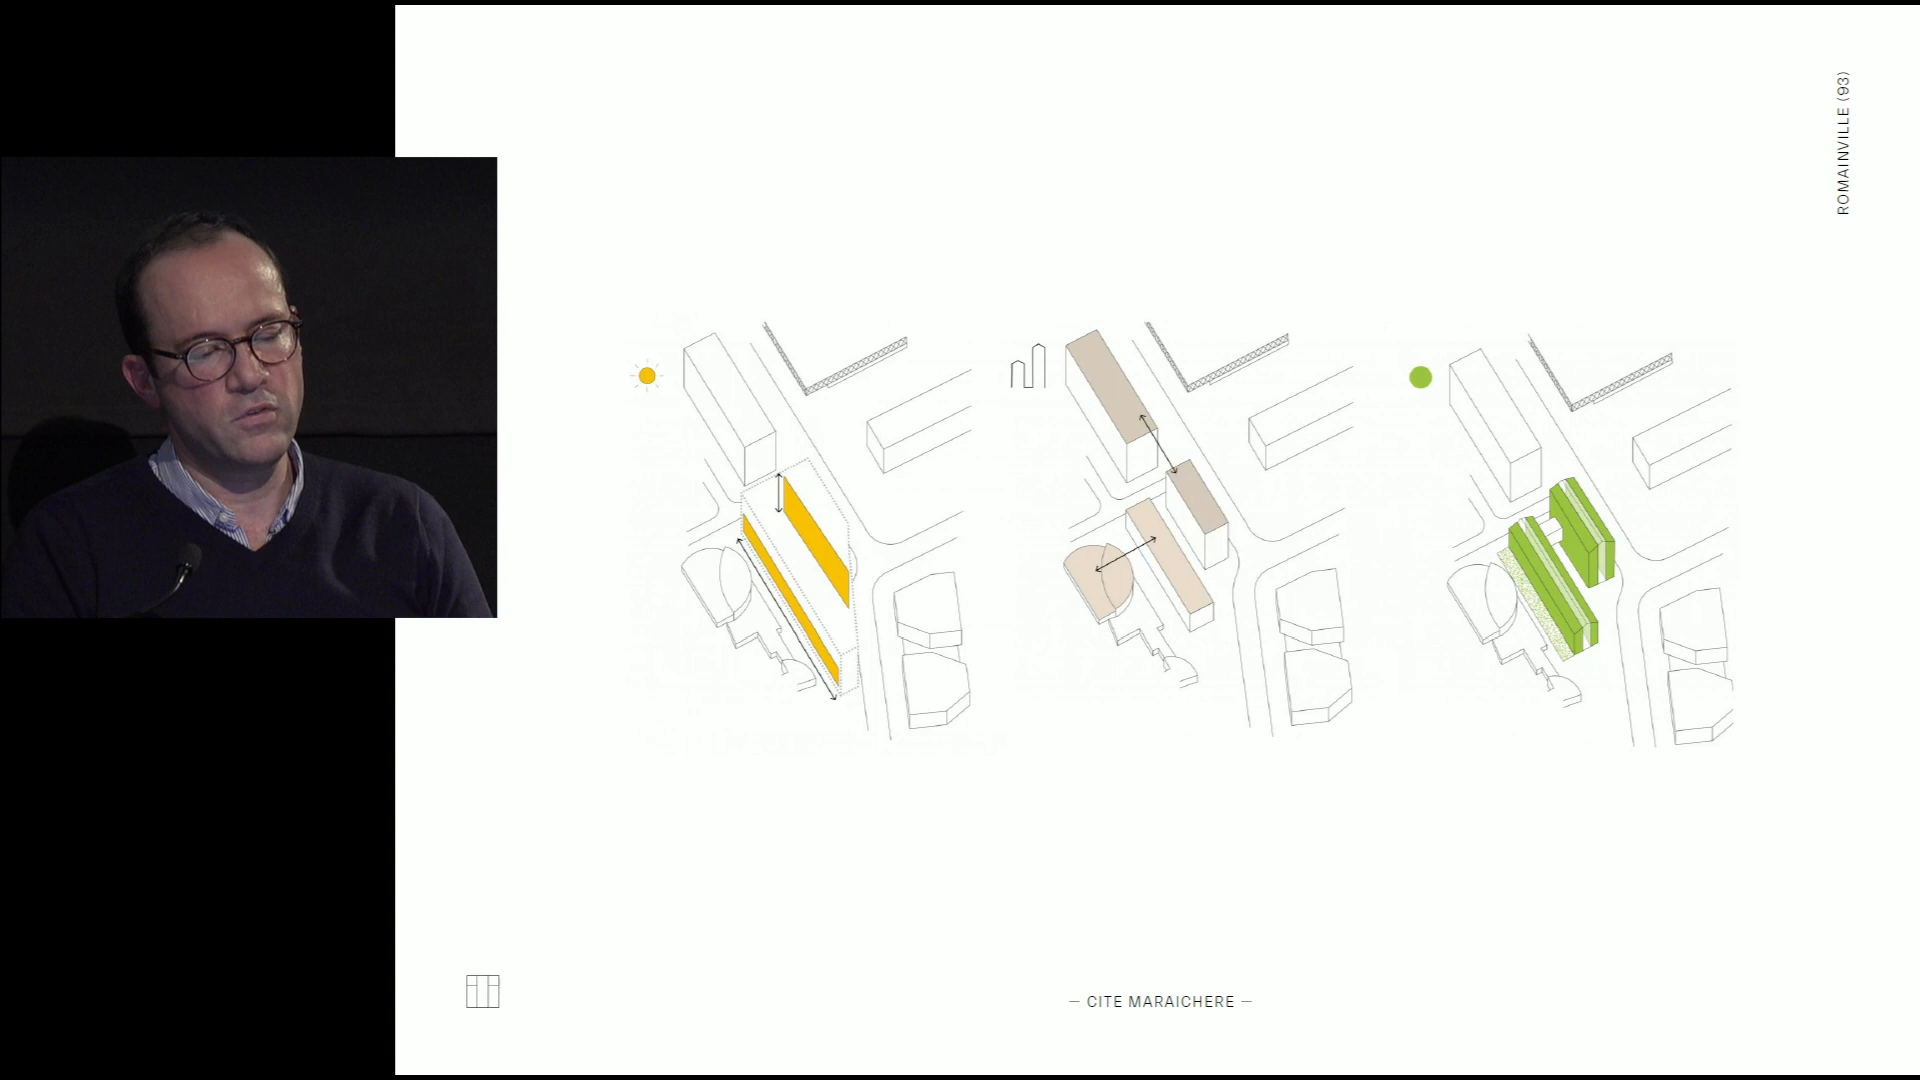 ROMAINVILLE (93)
— CITE MARAICHERE —